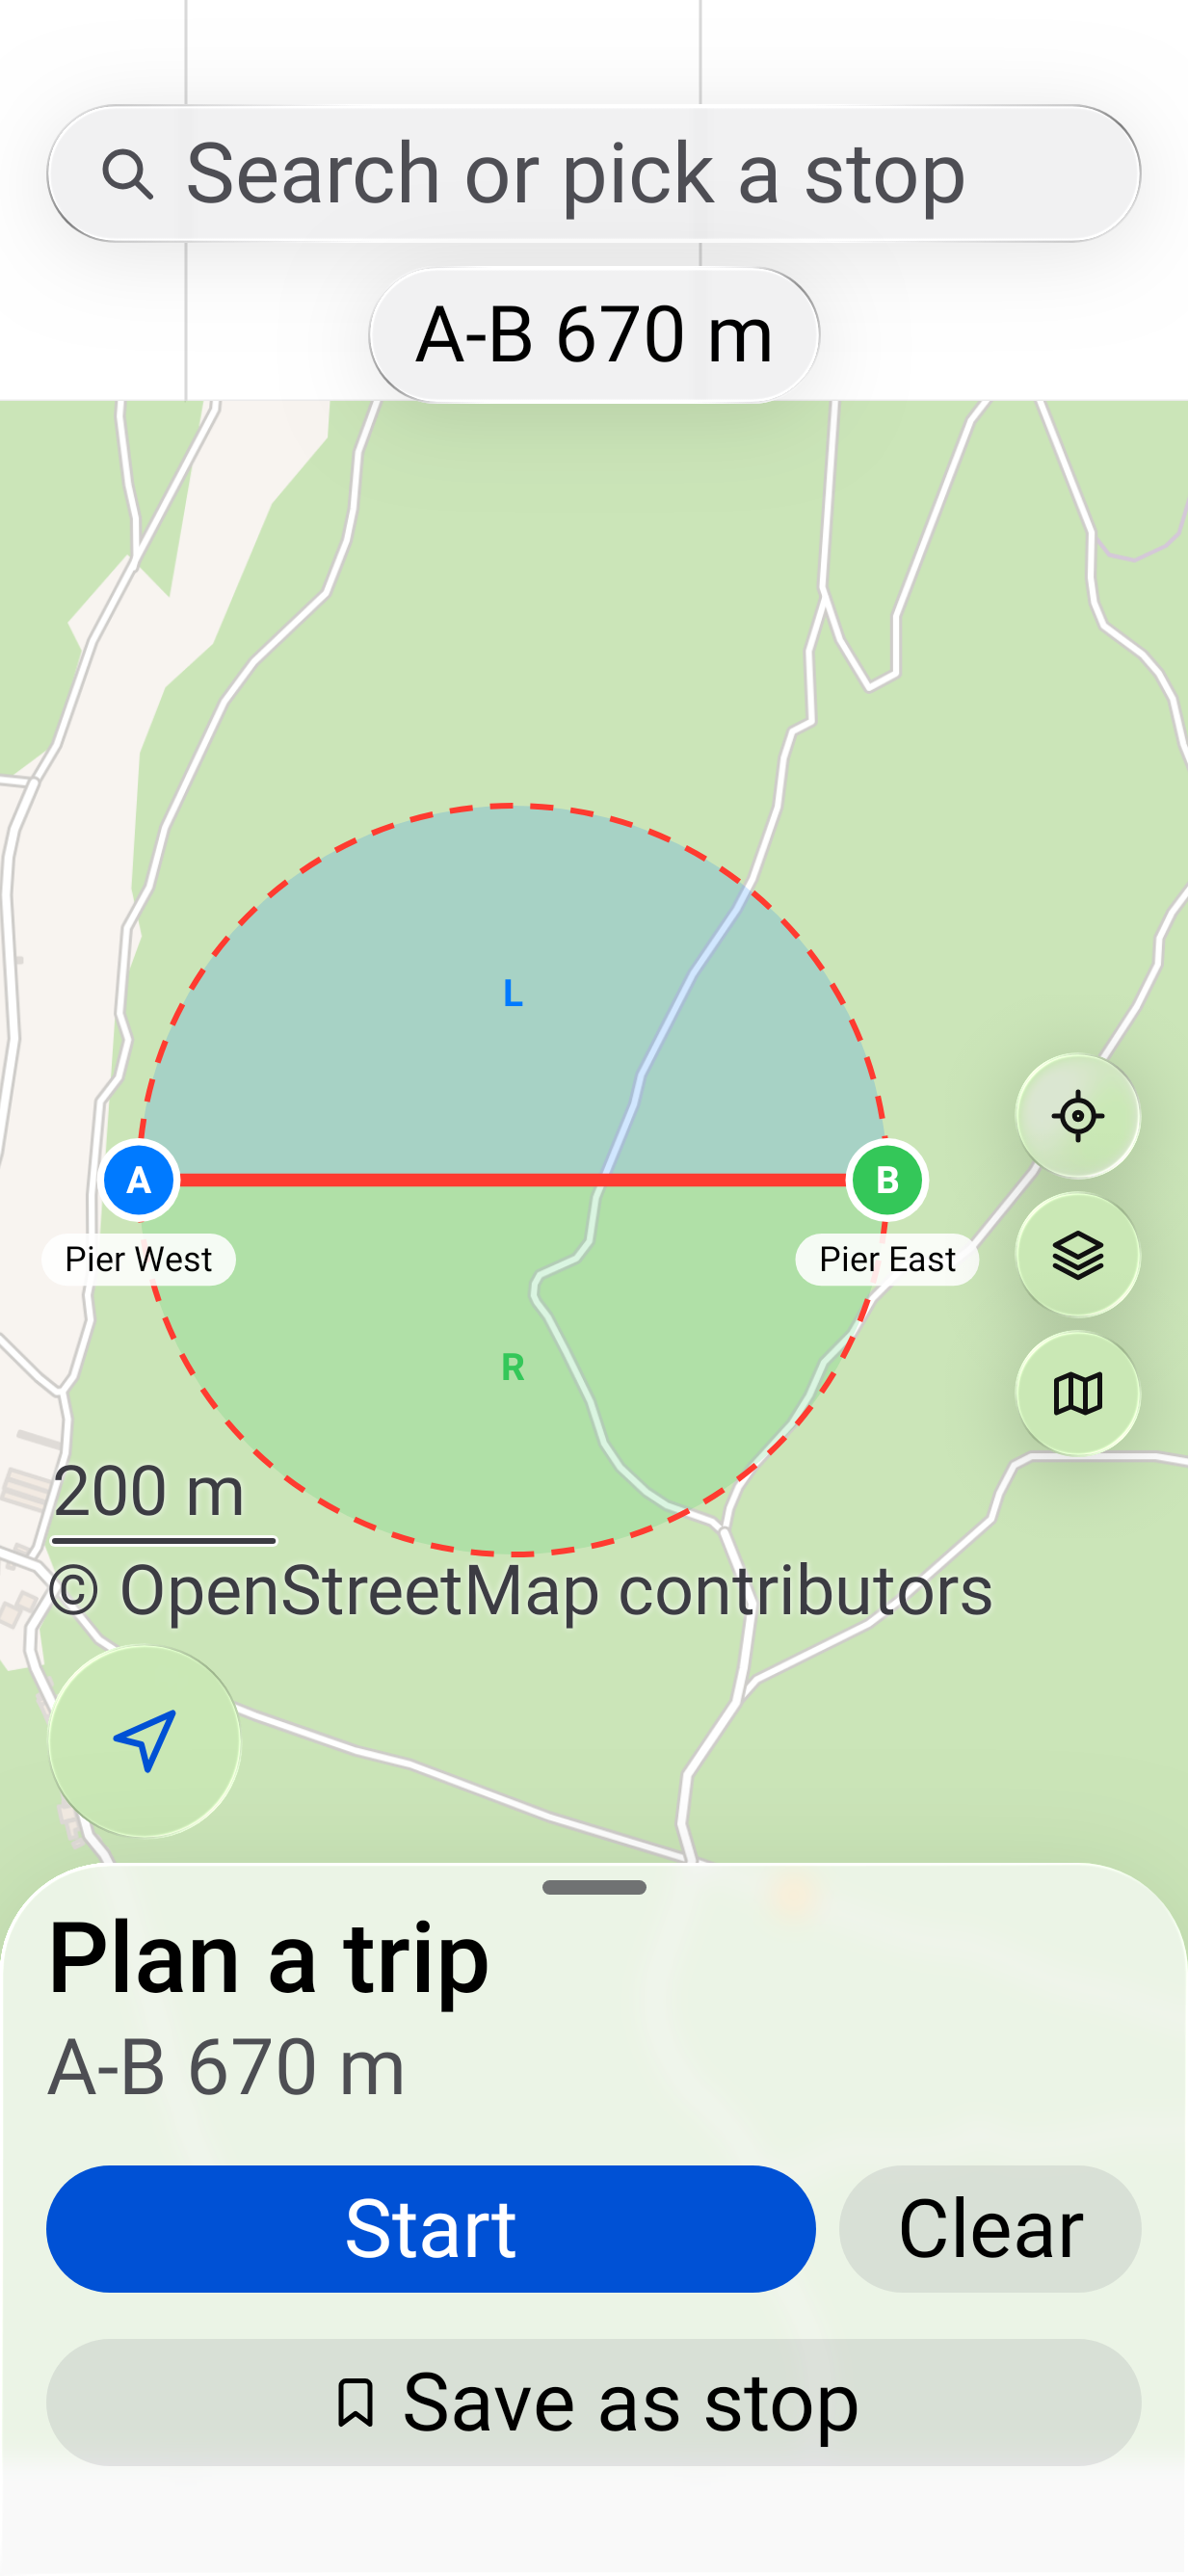 Search or pick a stop
A-B 670 m
L
A
B
Pier West
Pier East
R
200 m
© OpenStreetMap contributors
Plan a trip
A-B 670 m
Start
Clear
Save as stop